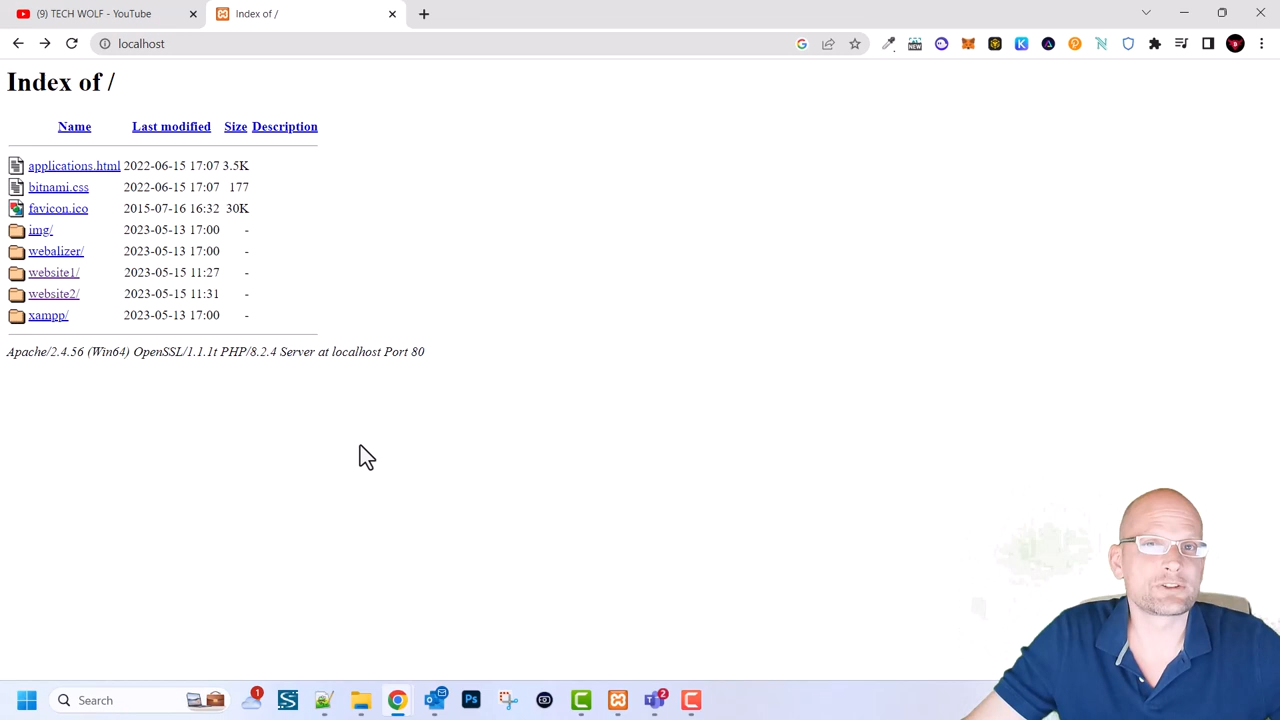 (9) TECH WOLF - YouTube
Index of /
localhost
NEW
Index of /
Name Last modified Size Description
applications.html 2022-06-15 17:07 3.5K
bitnami.css 2022-06-15 17:07 177
favicon.ico 2015-07-16 16:32 30K
img/ 2023-05-13 17:00 -
webalizer/ 2023-05-13 17:00 -
website1/ 2023-05-15 11:27 -
website2/ 2023-05-15 11:31 -
xampp/ 2023-05-13 17:00 -
Apache/2.4.56 (Win64) OpenSSL/1.1.1t PHP/8.2.4 Server at localhost Port 80
Search
1
Ps
2